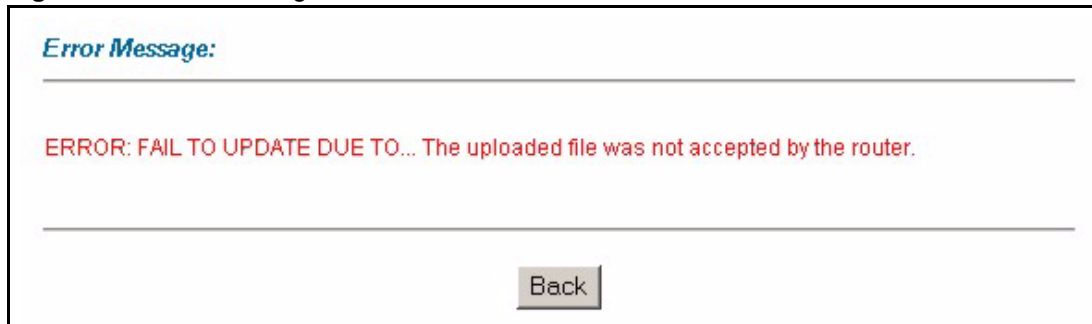 Error Message:
ERROR: FAIL TO UPDATE DUE TO... The uploaded file was not accepted by the router.
Back